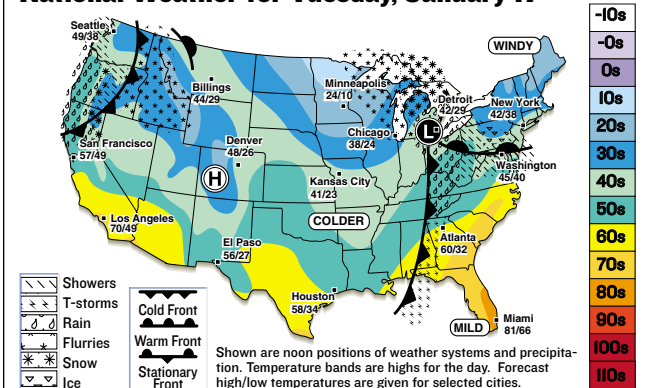 National Weather for Tuesday, January 17
-10s
-0s
0s
10s
20s
30s
40s
50s
60s
70s
80s
90s
100s
110s
Seattle
49/38
WINDY
Billings
44/29
Minneapolis
24/10
Detroit
42/29
New York
42/38
L
San Francisco
57/49
Denver
48/26
Chicago
38/24
Washington
45/40
H
Kansas City
41/23
COLDER
Los Angeles
70/49
El Paso
56/27
Atlanta
60/32
Houston
58/34
Miami
81/66
MILD
Showers
T-storms
Rain
Flurries
Snow
Ice
Cold Front
Warm Front
Stationary
Front
Shown are noon positions of weather systems and precipita-
tion. Temperature bands are highs for the day. Forecast
high/low temperatures are given for selected cities.